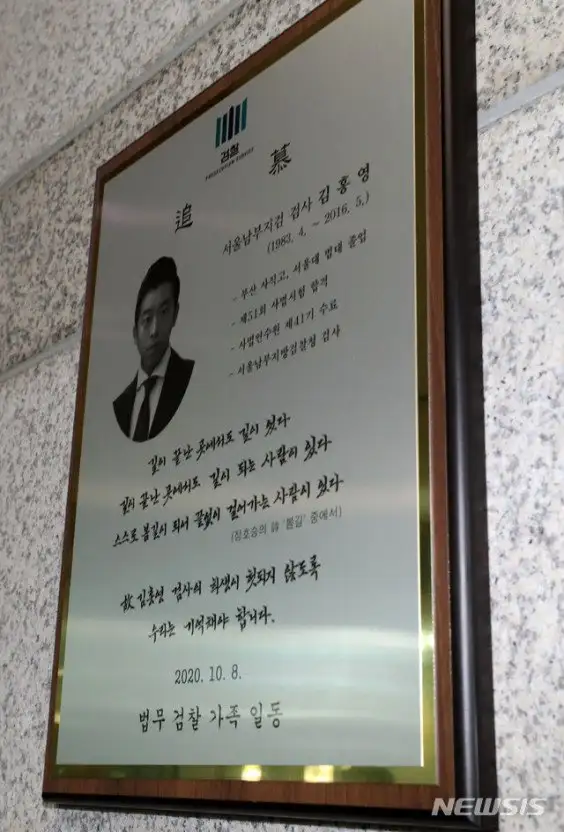 검찰
PROSECUTION SERVICE
追 慕
서울남부지검 검사 김 홍 영
(1983. 4. ~ 2016. 5.)
- 부산 사직고, 서울대 법대 졸업
- 제51회 사법시험 합격
- 사법연수원 제41기 수료
- 서울남부지방검찰청 검사
길이 끝난 곳에서도 길이 있다
길이 끝난 곳에서도 길이 되는 사람이 있다
스스로 봄길이 되어 끝없이 걸어가는 사람이 있다
(정호승의 詩 '봄길' 중에서)
故 김홍영 검사의 희생이 헛되지 않도록
우리는 기억해야 합니다.
2020. 10. 8.
법무 검찰 가족 일동
NEWSIS